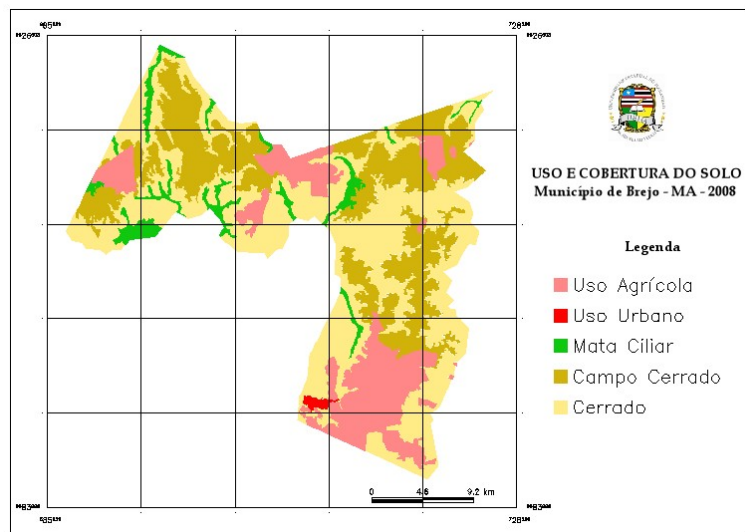 USO E COBERTURA DO SOLO
Município de Brejo - MA - 2008
Legenda
Uso Agrícola
Uso Urbano
Mata Ciliar
Campo Cerrado
Cerrado
0 4.6 9.2 km